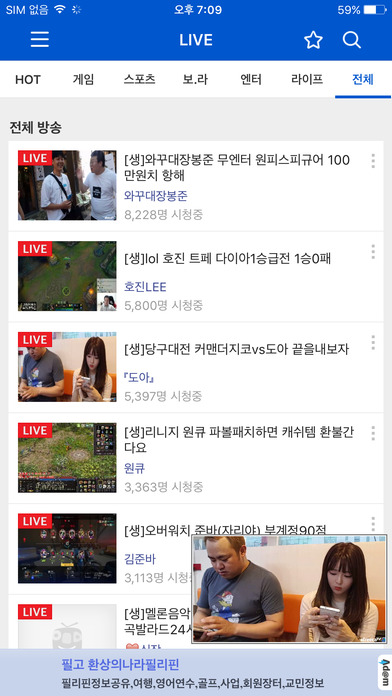 SIM 없음 오후 7:09 59%
LIVE
HOT 게임 스포츠 보.라 엔터 라이프 전체
전체 방송
LIVE
[생]와꾸대장봉준 무엔터 원피스피규어 100
만원치 항해
와꾸대장봉준
8,228명 시청중
LIVE
[생]lol 호진 트페 다이아1승급전 1승0패
호진LEE
5,800명 시청중
LIVE
[생]당구대전 커맨더지코vs도아 끝을내보자
『도아』
5,397명 시청중
LIVE
[생]리니지 원큐 파볼패치하면 캐쉬템 환불간
다요
원큐
3,363명 시청중
LIVE
[생]오버워치 준바(자리야) 부계정90점
김준바
3,113명 시청중
LIVE
[생]멜론음악
곡발라드24시
필고 환상의나라필리핀
필리핀정보공유,여행,영어연수,골프,사업,회원장터,교민정보
Adam